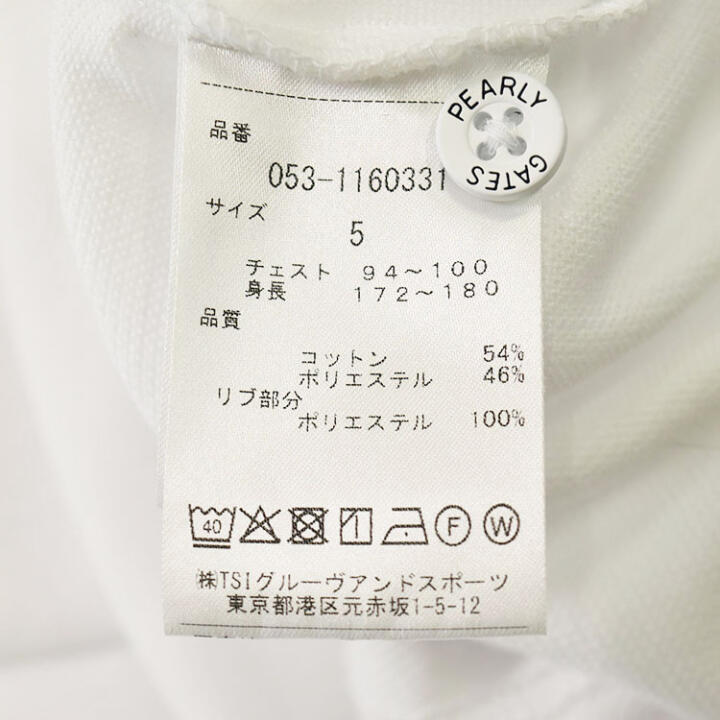 PEARLY GATES
品番
053-1160331
サイズ
5
チェスト 94～100
身長 172～180
品質
コットン 54%
ポリエステル 46%
リブ部分
ポリエステル 100%
40 F W
㈱TSIグルーヴアンドスポーツ
東京都港区元赤坂1-5-12